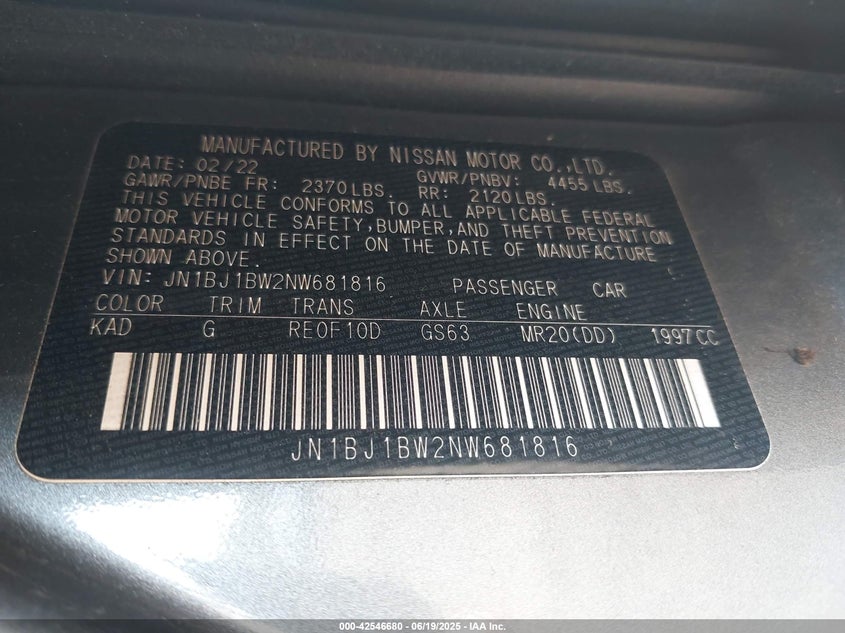 MANUFACTURED BY NISSAN MOTOR CO.,LTD.
DATE: 02/22 GVWR/PNBV: 4455 LBS.
GAWR/PNBE FR: 2370LBS. RR: 2120LBS.
THIS VEHICLE CONFORMS TO ALL APPLICABLE FEDERAL
MOTOR VEHICLE SAFETY,BUMPER,AND THEFT PREVENTION
STANDARDS IN EFFECT ON THE DATE OF MANUFACTURE
SHOWN ABOVE.
VIN: JN1BJ1BW2NW681816 PASSENGER CAR
COLOR TRIM TRANS AXLE ENGINE
KAD G RE0F10D GS63 MR20(DD) 1997CC
JN1BJ1BW2NW681816
000-42546680 - 06/19/2025 - IAA Inc.